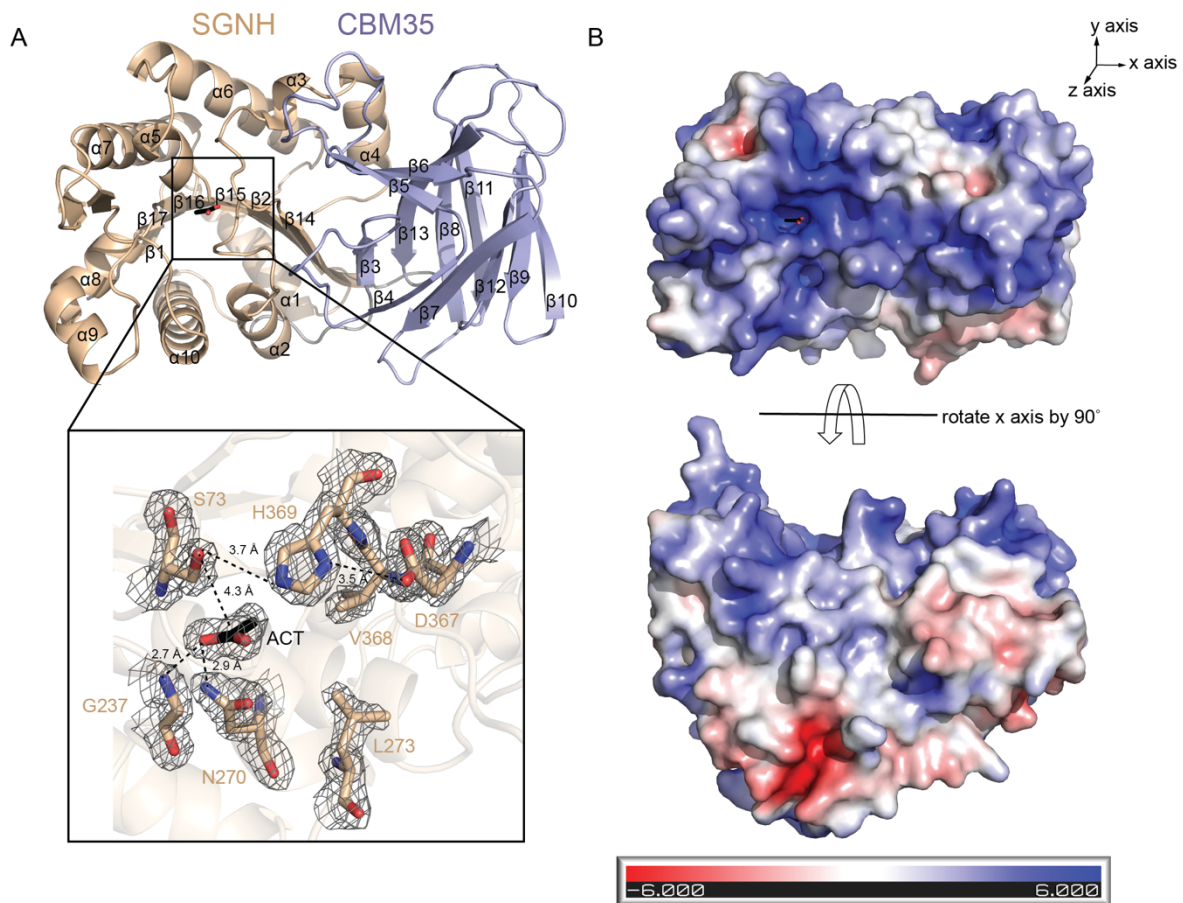 A
SGNH CBM35
B
y axis
x axis
z axis
α6 α3
α7 α5
α4
β6
β5 β11
β16 β15 β2
β17 β14
β1 β13 β8
α8 β3
β12 β9
α1 β4 β10
α9 α10 α2 β7
rotate x axis by 90°
S73
H369
3.7 Å
3.5 Å
4.3 Å
D367
V368
ACT
2.7 Å
2.9 Å
G237
L273
N270
-6.000 6.000